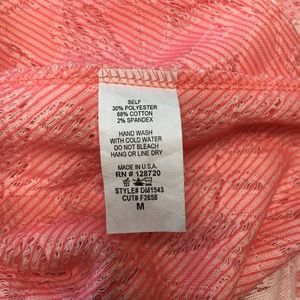 SELF
30% POLYESTER
68% COTTON
2% SPANDEX
HAND WASH
WITH COLD WATER
DO NOT BLEACH
HANG OR LINE DRY
MADE IN U.S.A.
RN # 128720
STYLE# DM1543
CUT# F2658
M